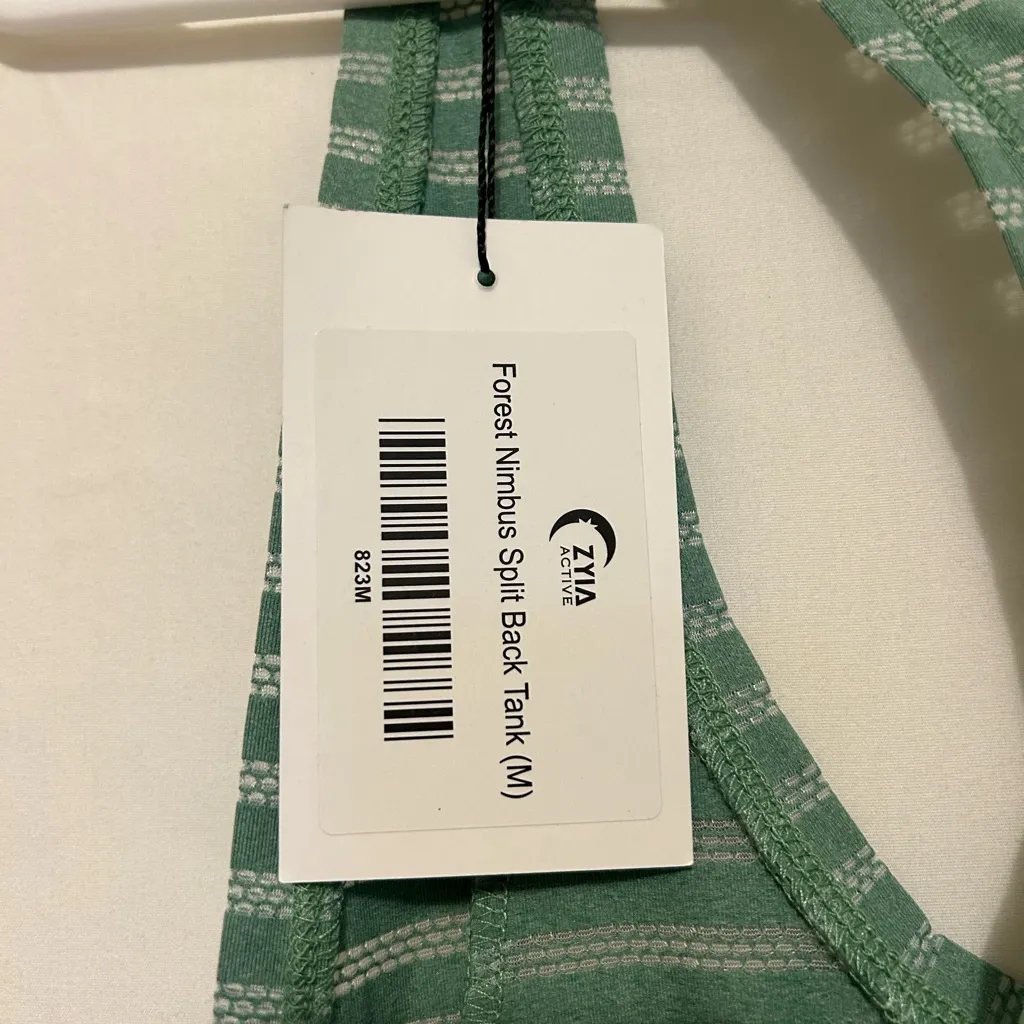 ZYIA
ACTIVE
Forest Nimbus Split Back Tank (M)
823M